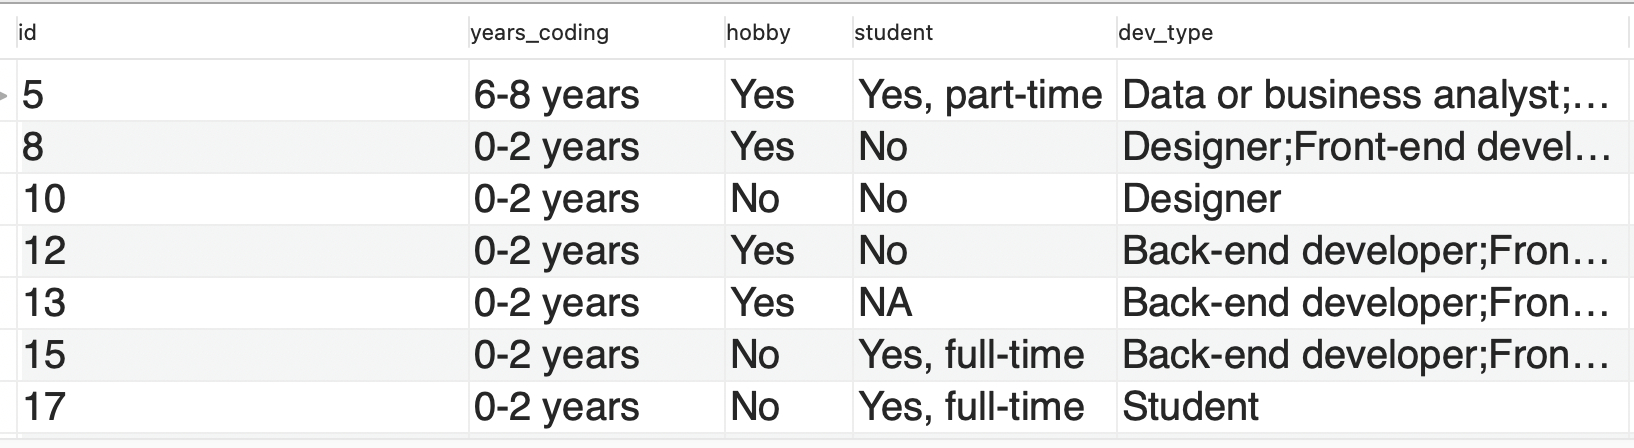 id years_coding hobby student dev_type
5 6-8 years Yes Yes, part-time Data or business analyst;...
8 0-2 years Yes No Designer;Front-end devel...
10 0-2 years No No Designer
12 0-2 years Yes No Back-end developer;Fron...
13 0-2 years Yes NA Back-end developer;Fron...
15 0-2 years No Yes, full-time Back-end developer;Fron...
17 0-2 years No Yes, full-time Student